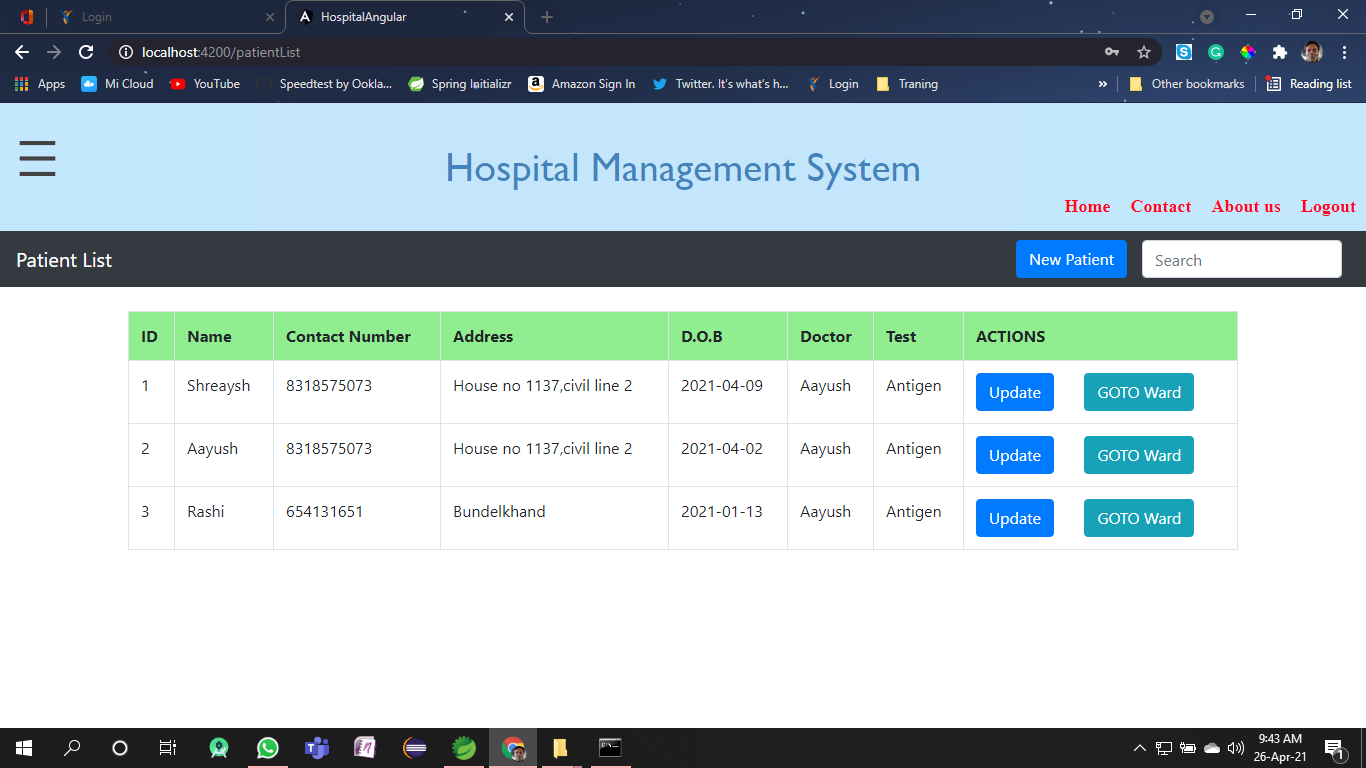 Login
HospitalAngular
localhost:4200/patientList
Apps Mi Cloud YouTube Speedtest by Ookla... Spring Initializr Amazon Sign In Twitter. It's what's h... Login Traning » Other bookmarks Reading list
Hospital Management System
Home Contact About us Logout
Patient List New Patient Search
ID Name Contact Number Address D.O.B Doctor Test ACTIONS
1 Shreaysh 8318575073 House no 1137,civil line 2 2021-04-09 Aayush Antigen Update GOTO Ward
2 Aayush 8318575073 House no 1137,civil line 2 2021-04-02 Aayush Antigen Update GOTO Ward
3 Rashi 654131651 Bundelkhand 2021-01-13 Aayush Antigen Update GOTO Ward
9:43 AM
26-Apr-21
1